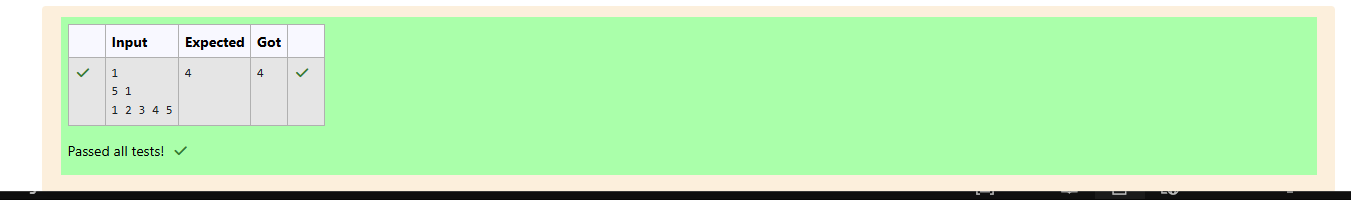 Input Expected Got
1 4 4
5 1
1 2 3 4 5
Passed all tests!